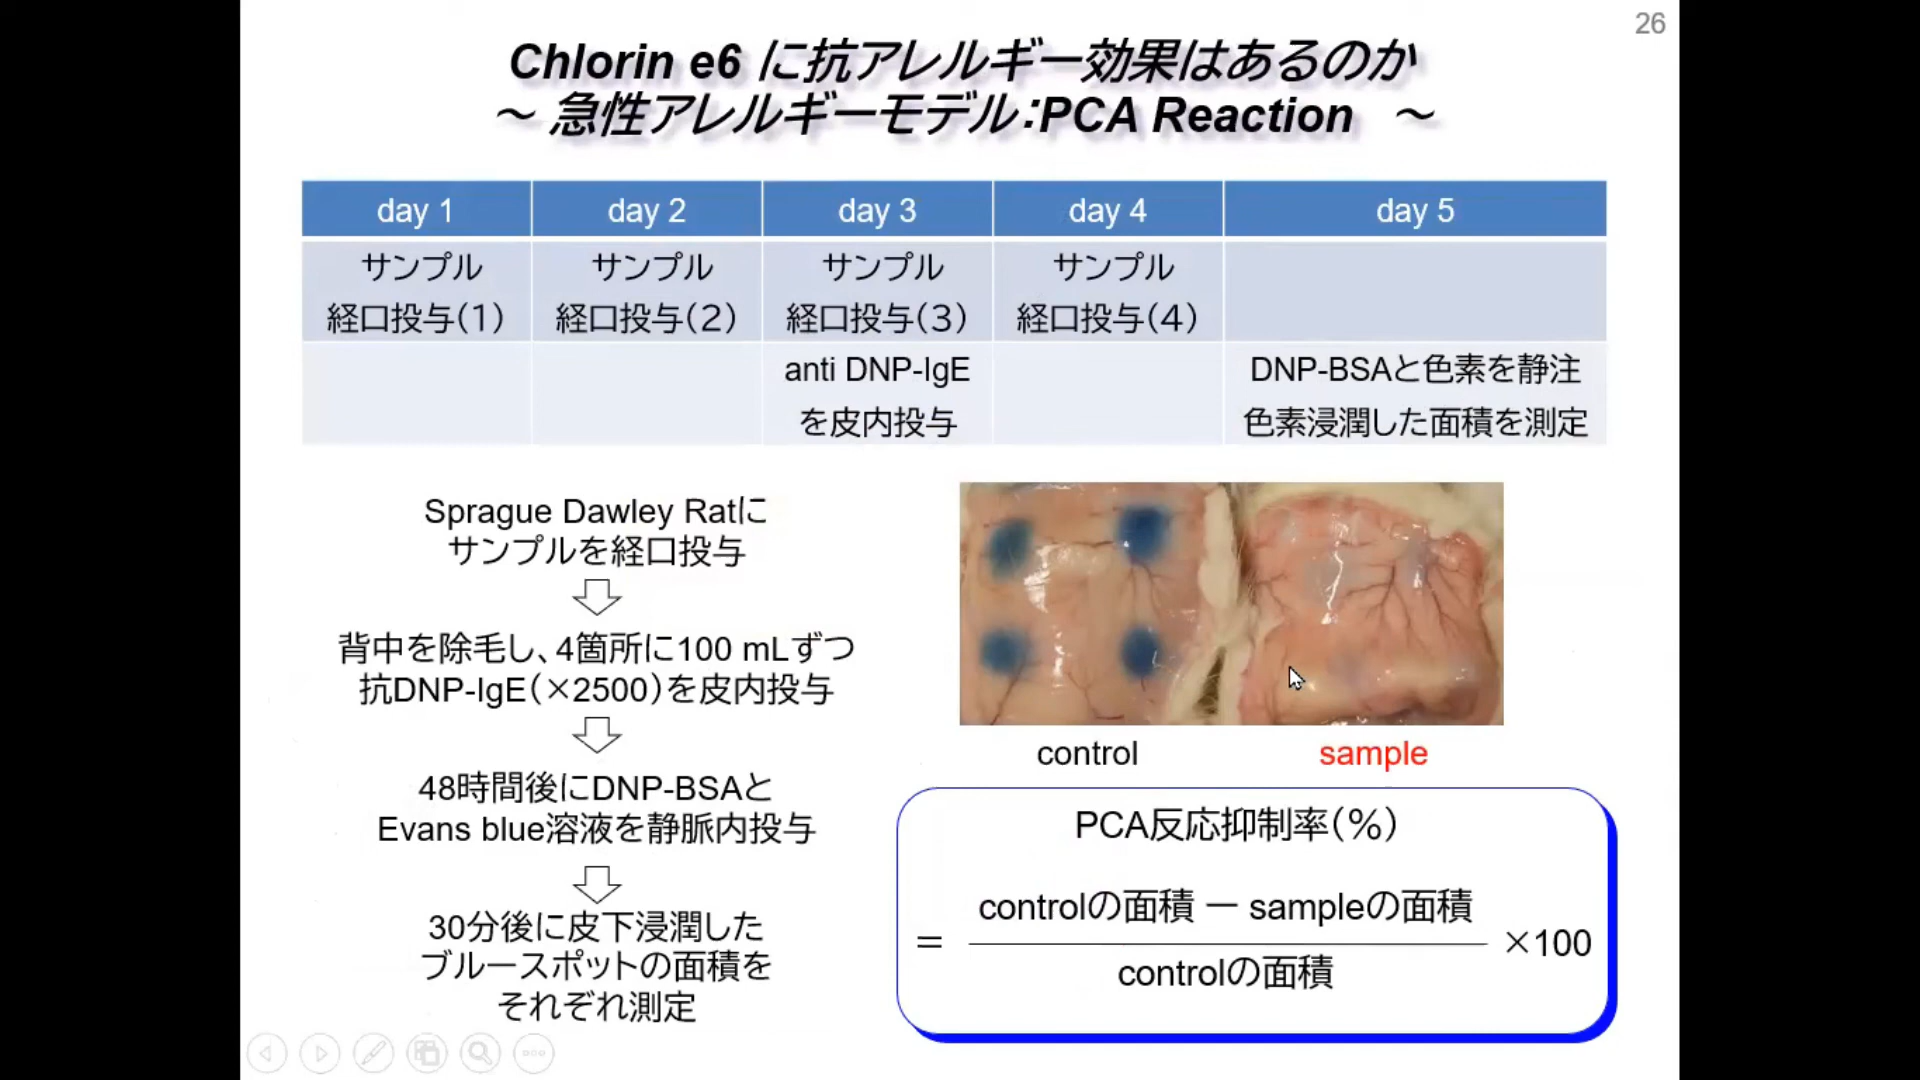 26
Chlorin e6 に抗アレルギー効果はあるのか
～ 急性アレルギーモデル：PCA Reaction ～
day 1 day 2 day 3 day 4 day 5
サンプル サンプル サンプル サンプル
経口投与（1） 経口投与（2） 経口投与（3） 経口投与（4）
anti DNP-IgE DNP-BSAと色素を静注
を皮内投与 色素浸潤した面積を測定
Sprague Dawley Ratに
サンプルを経口投与
背中を除毛し、4箇所に100 mLずつ
抗DNP-IgE（×2500）を皮内投与
48時間後にDNP-BSAと
Evans blue溶液を静脈内投与
30分後に皮下浸潤した
ブルースポットの面積を
それぞれ測定
control sample
PCA反応抑制率（％）
controlの面積 ー sampleの面積
＝ ×100
controlの面積